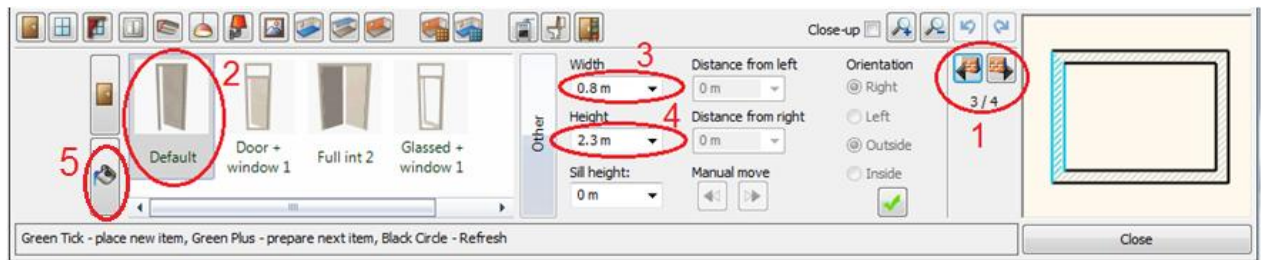 Close-up
2
3
4
5
1
Default
Door +
window 1
Full int 2
Glassed +
window 1
Other
Width
0.8 m
Height
2.3 m
Sill height:
0 m
Distance from left
0 m
Distance from right
0 m
Manual move
Orientation
Right
Left
Outside
Inside
3 / 4
Green Tick - place new item, Green Plus - prepare next item, Black Circle - Refresh
Close